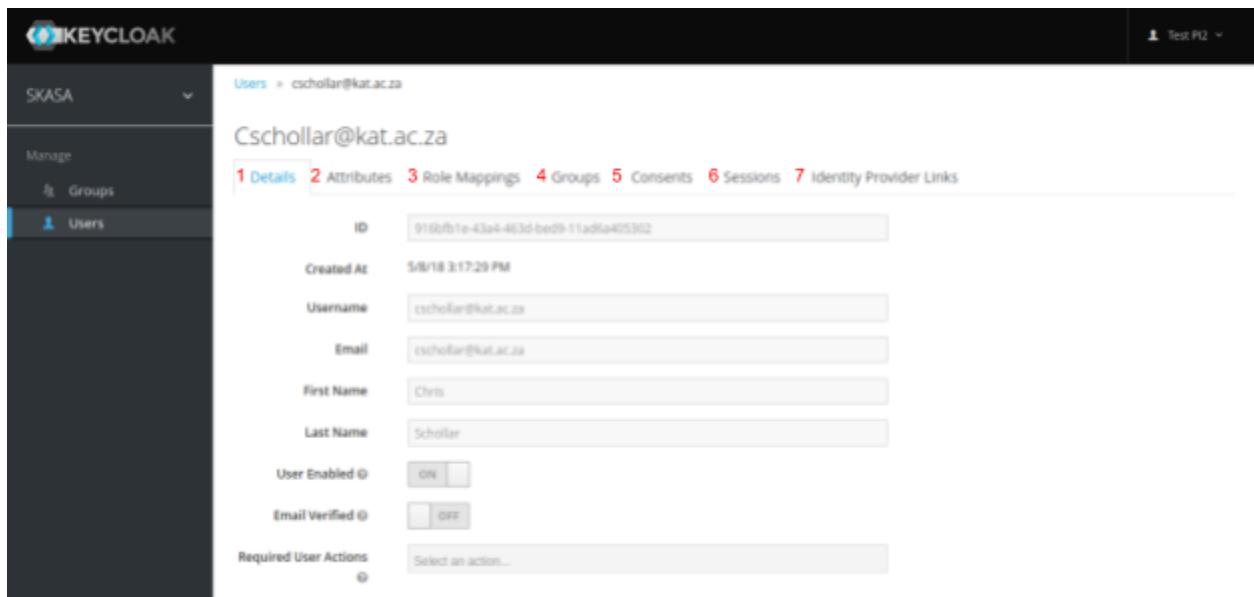 KEYCLOAK
Test PI2
SKASA
Users » cschollar@kat.ac.za
Cschollar@kat.ac.za
Manage
Groups
Users
1 Details 2 Attributes 3 Role Mappings 4 Groups 5 Consents 6 Sessions 7 Identity Provider Links
ID 916bfb1e-43a4-463d-bed9-11ad6a405302
Created At 5/8/18 3:17:29 PM
Username cschollar@kat.ac.za
Email cschollar@kat.ac.za
First Name Chris
Last Name Schollar
User Enabled ON
Email Verified OFF
Required User Actions Select an action...